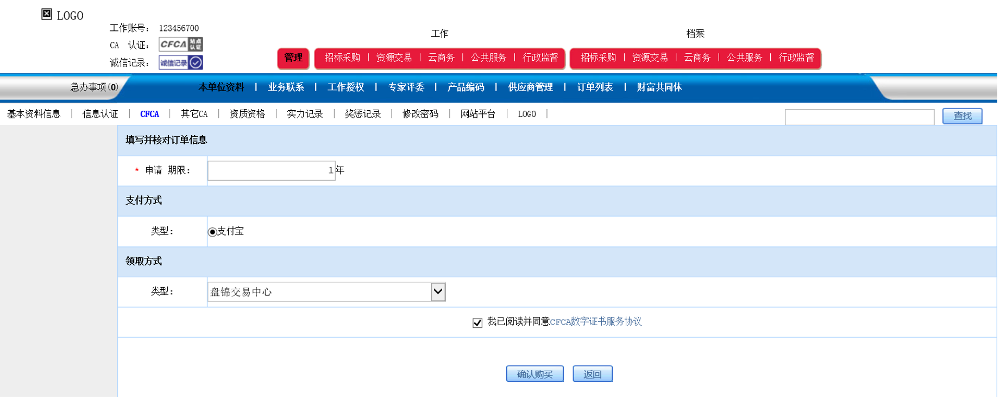 LOGO
工作账号： 123456700
CA 认证： CFCA 站点认证
诚信记录： 诚信记录
工作 档案
管理 招标采购 | 资源交易 | 云商务 | 公共服务 | 行政监督 招标采购 | 资源交易 | 云商务 | 公共服务 | 行政监督
急办事项(0) 本单位资料 | 业务联系 | 工作授权 | 专家评委 | 产品编码 | 供应商管理 | 订单列表 | 财富共同体
基本资料信息 | 信息认证 | CFCA | 其它CA | 资质资格 | 实力记录 | 奖惩记录 | 修改密码 | 网站平台 | LOGO | 查找
填写并核对订单信息
* 申请 期限： 1年
支付方式
类型： 支付宝
领取方式
类型： 盘锦交易中心
我已阅读并同意CFCA数字证书服务协议
确认购买 返回